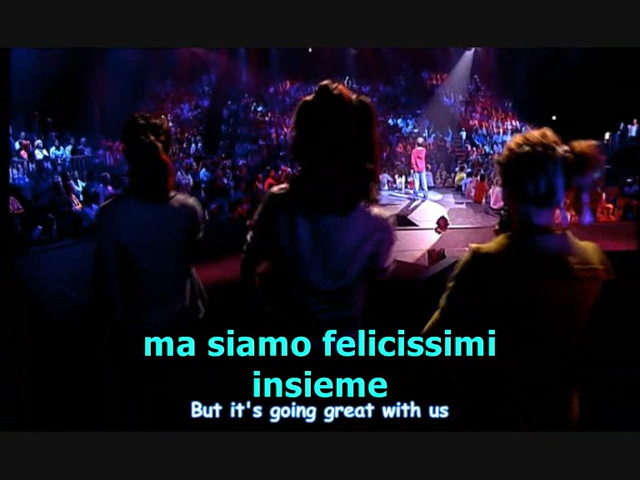 ma siamo felicissimi
insieme
But it's going great with us